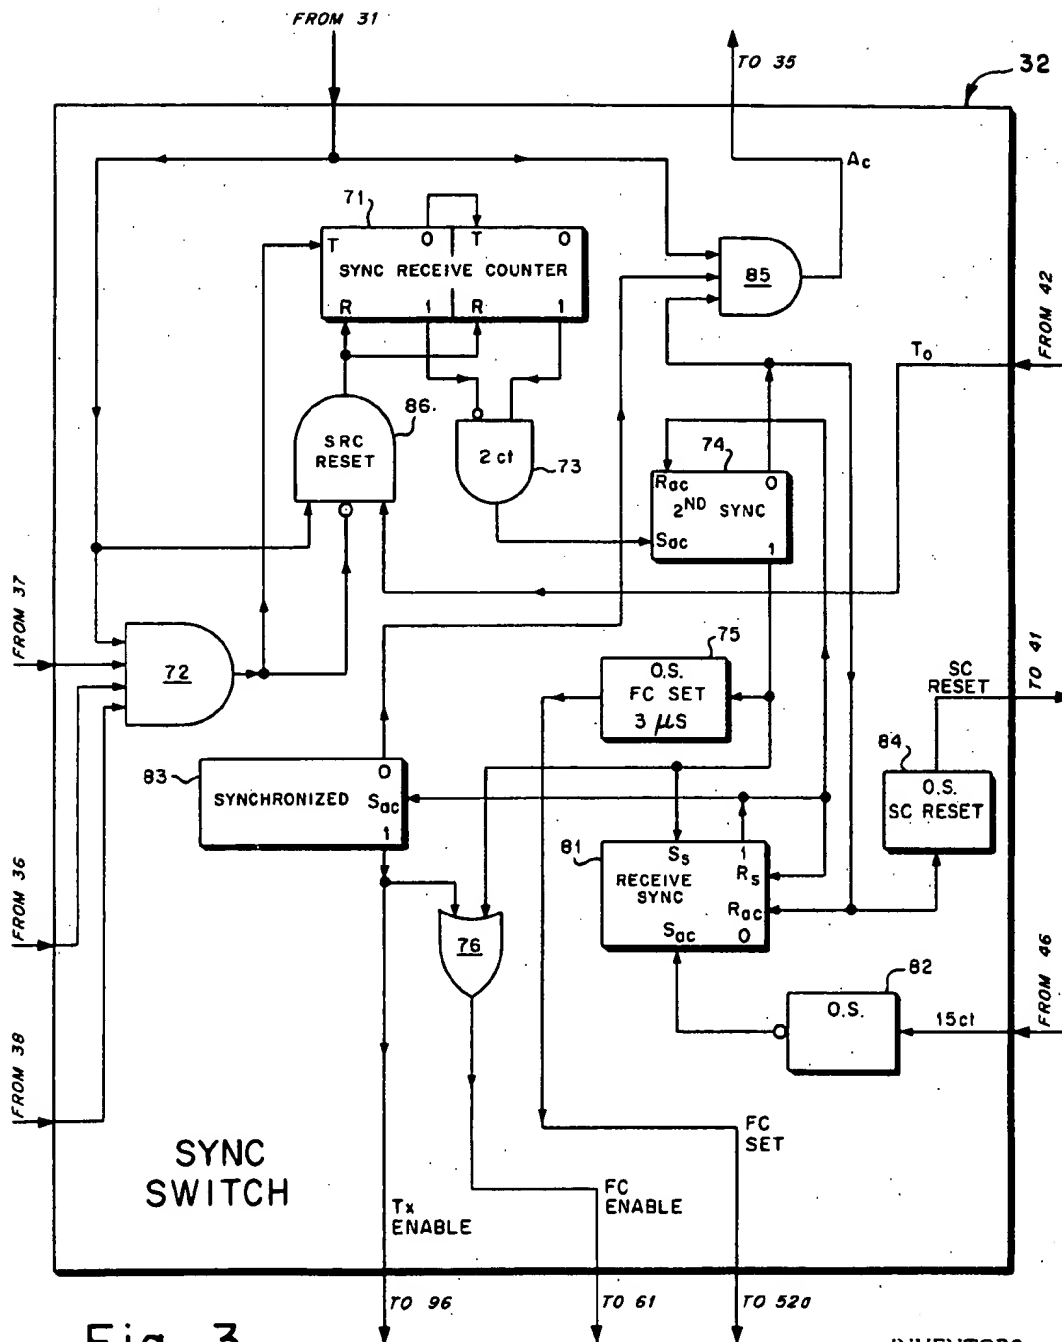 FROM 31
TO 35
32
Ac
71
T O T O
SYNC RECEIVE COUNTER
R 1 R 1
85
FROM 42
To
86.
SRC
RESET
2 ct
73
74
Rac O
2ND SYNC
Sac 1
FROM 37
72
75
O.S.
FC SET
3 μS
SC
RESET
TO 41
83
O
SYNCHRONIZED Sac
1
84
O.S.
SC RESET
81
Ss 1
RECEIVE Rs
SYNC
Rac
Sac O
FROM 36
76
82
O.S.
15ct
FROM 46
FROM 38
SYNC
SWITCH
FC
SET
Tx
ENABLE
FC
ENABLE
TO 96
TO 61
TO 52a
Fig. 3
INVENTORS